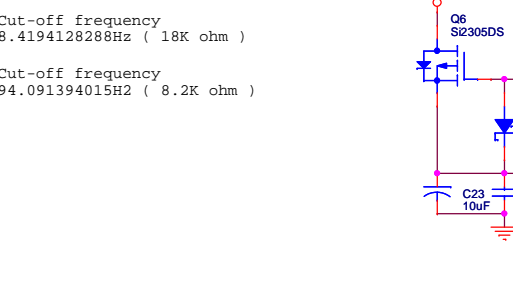 Cut-off frequency
8.4194128288Hz ( 18K ohm )
Cut-off frequency
94.091394015H2 ( 8.2K ohm )
Q6
Si2305DS
C23
10uF